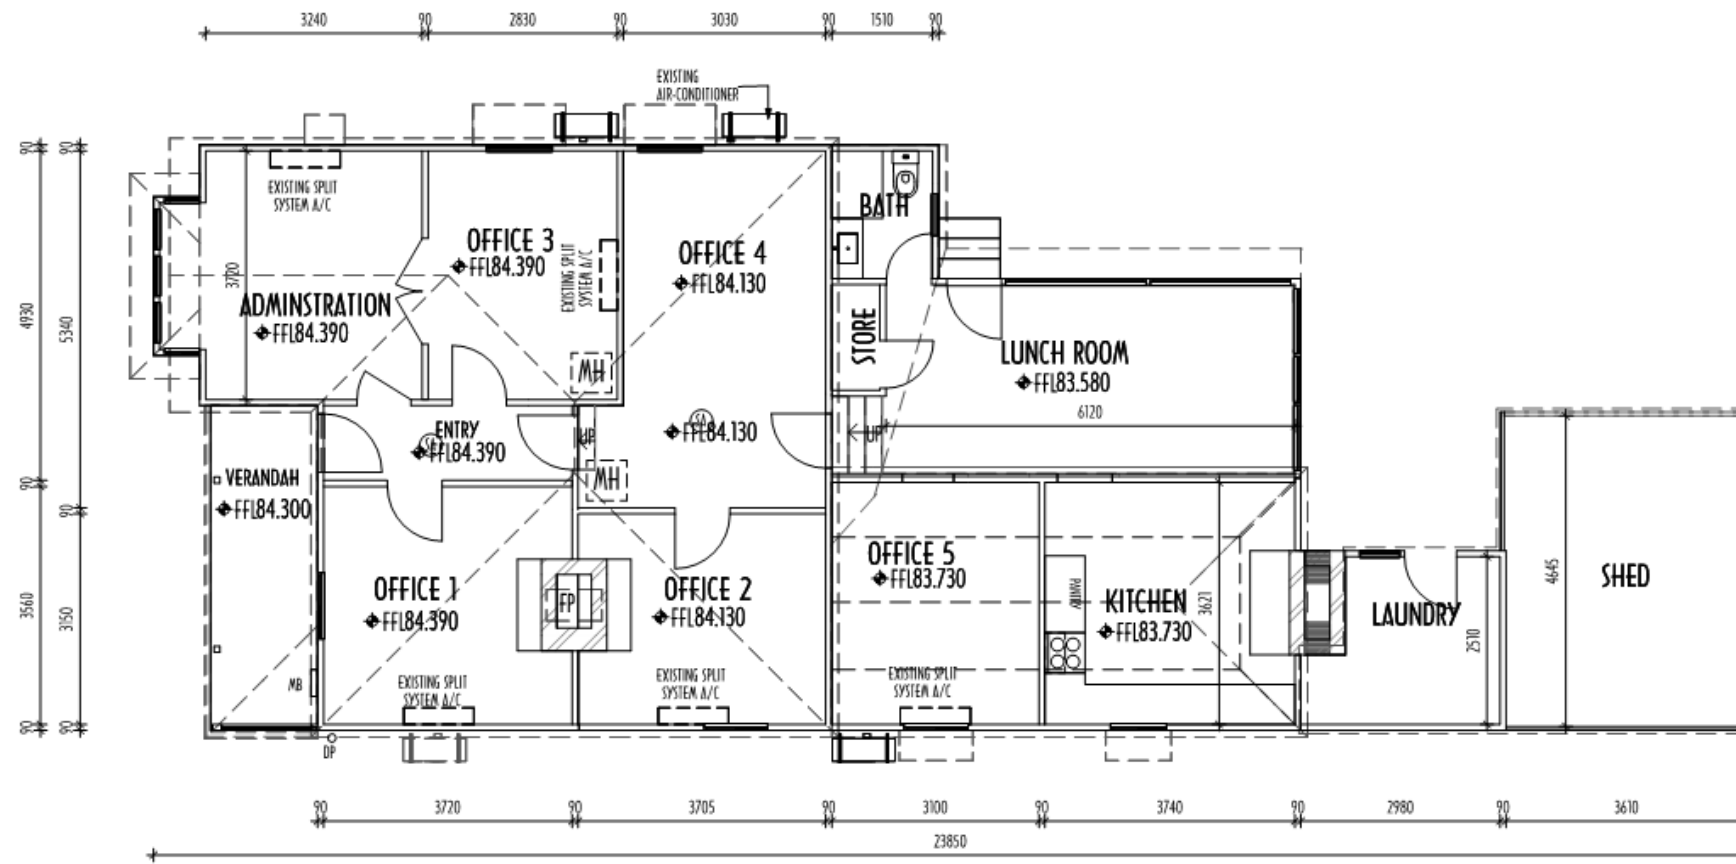 3240 90 2830 90 3030 90 1510 90
EXISTING
AIR-CONDITIONER
90 90
EXISTING SPLIT
SYSTEM A/C
BATH
OFFICE 3
FFL84.390
OFFICE 4
FFL84.130
EXISTING SPLIT
SYSTEM A/C
3720
ADMINSTRATION
FFL84.390
4930
5340
STORE
LUNCH ROOM
FFL83.580
6120
MH
SA
ENTRY
FFL84.390
UP
FFL84.130
UP
MH
VERANDAH
FFL84.300
90 90
OFFICE 5
FFL83.730
OFFICE 1
FFL84.390
FP
OFFICE 2
FFL84.130
PANTRY
KITCHEN
FFL83.730
3621
LAUNDRY
2510
4645
SHED
3560
3150
MB
EXISTING SPLIT
SYSTEM A/C
EXISTING SPLIT
SYSTEM A/C
EXISTING SPLIT
SYSTEM A/C
90 90
DP
90 3720 90 3705 90 3100 90 3740 90 2980 90 3610
23850